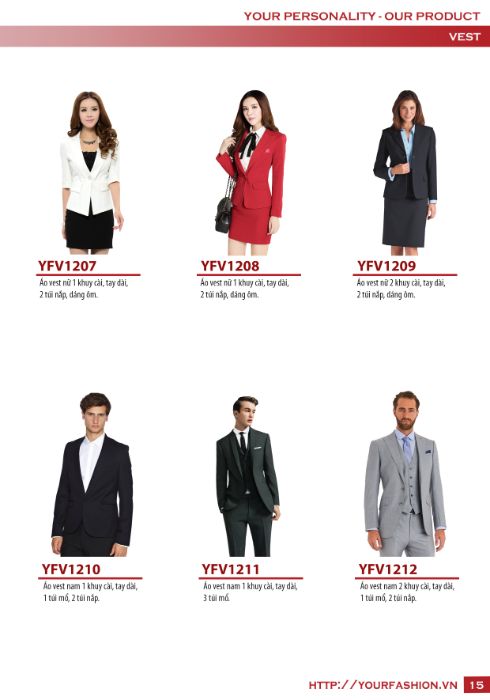 YOUR PERSONALITY - OUR PRODUCT
VEST
YFV1207
Áo vest nữ 1 khuy cài, tay dài,
2 túi nắp, dáng ôm.
YFV1208
Áo vest nữ 1 khuy cài, tay dài,
2 túi nắp, dáng ôm.
YFV1209
Áo vest nữ 2 khuy cài, tay dài,
2 túi nắp, dáng ôm.
YFV1210
Áo vest nam 1 khuy cài, tay dài,
1 túi mổ, 2 túi nắp.
YFV1211
Áo vest nam 1 khuy cài, tay dài,
3 túi mổ.
YFV1212
Áo vest nam 2 khuy cài, tay dài,
1 túi mổ, 2 túi nắp.
HTTP://YOURFASHION.VN 15